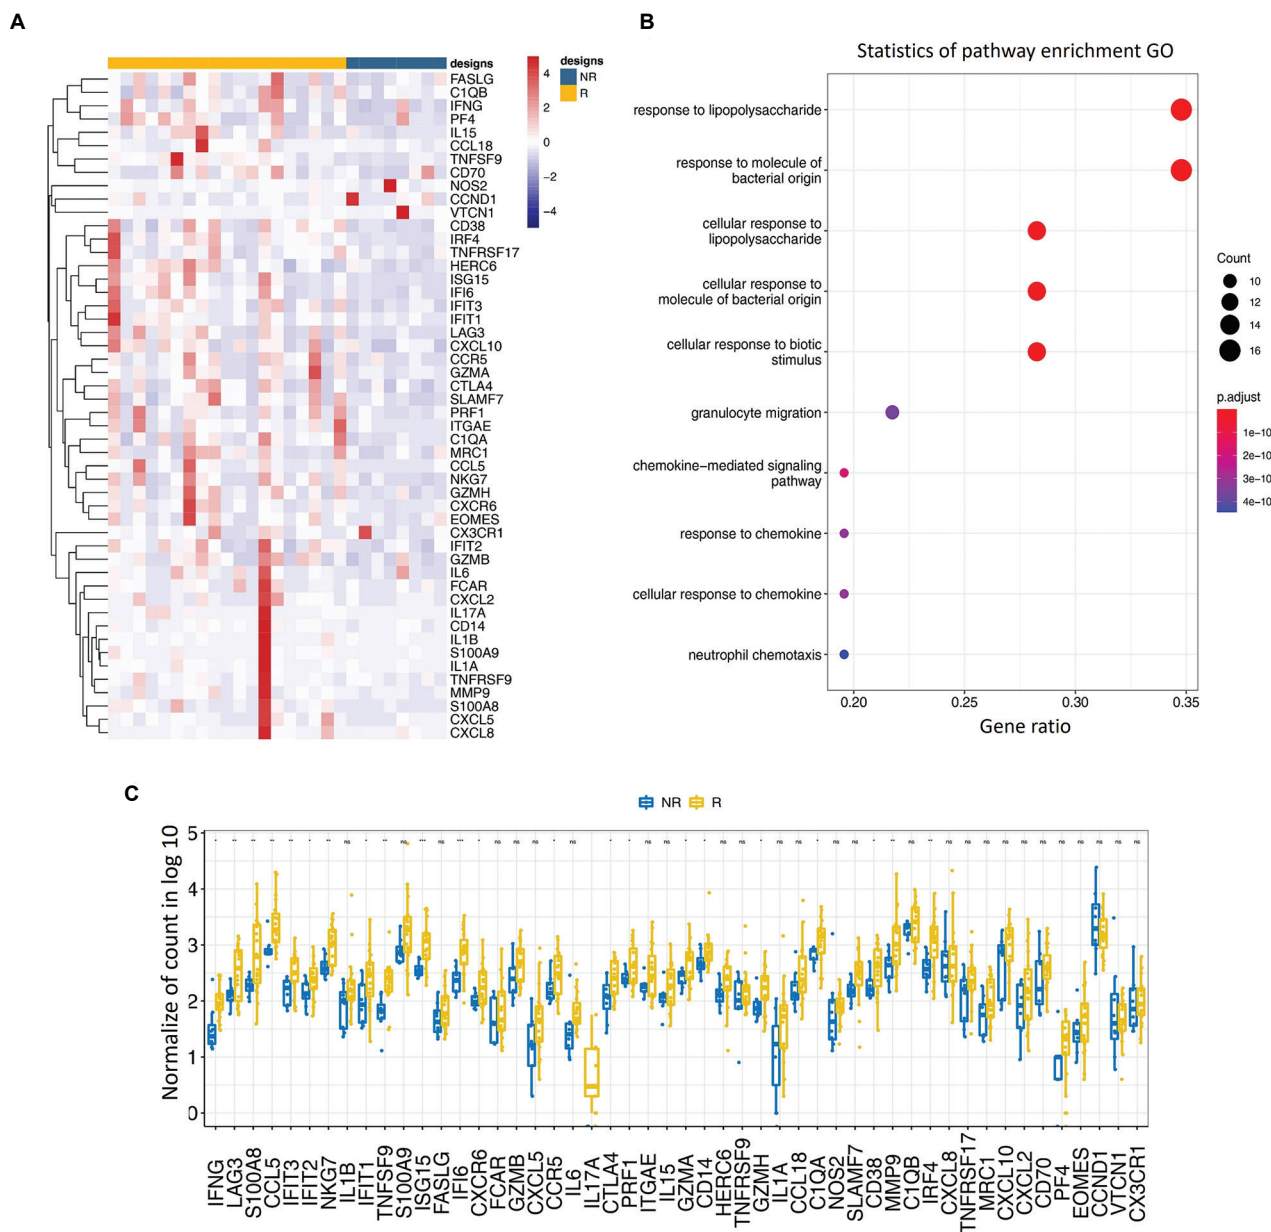 A
designs
FASLG
C1QB
IFNG
PF4
IL15
CCL18
TNFSF9
CD70
NOS2
CCND1
VTCN1
CD38
IRF4
TNFRSF17
HERC6
ISG15
IFI6
IFIT3
IFIT1
LAG3
CXCL10
CCR5
GZMA
CTLA4
SLAMF7
PRF1
ITGAE
C1QA
MRC1
CCL5
NKG7
GZMH
CXCR6
EOMES
CX3CR1
IFIT2
GZMB
IL6
FCAR
CXCL2
IL17A
CD14
IL1B
S100A9
IL1A
TNFRSF9
MMP9
S100A8
CXCL5
CXCL8
4
2
0
−2
−4
designs
NR
R
B
Statistics of pathway enrichment GO
response to lipopolysaccharide
response to molecule of
bacterial origin
cellular response to
lipopolysaccharide
cellular response to
molecule of bacterial origin
cellular response to biotic
stimulus
granulocyte migration
chemokine−mediated signaling
pathway
response to chemokine
cellular response to chemokine
neutrophil chemotaxis
0.20 0.25 0.30 0.35
Gene ratio
Count
10
12
14
16
p.adjust
1e−10
2e−10
3e−10
4e−10
C
NR R
Normalize of count in log 10
5
4
3
2
1
0
IFNG
LAG3
S100A8
CCL5
IFIT3
IFIT2
NKG7
IL1B
IFIT1
TNFSF9
S100A9
ISG15
FASLG
IFI6
CXCR6
FCAR
GZMB
CXCL5
CCR5
IL6
IL17A
CTLA4
PRF1
ITGAE
IL15
GZMA
CD14
HERC6
TNFRSF9
GZMH
IL1A
CCL18
C1QA
NOS2
SLAMF7
CD38
MMP9
C1QB
IRF4
CXCL8
TNFRSF17
MRC1
CXCL10
CXCL2
CD70
PF4
EOMES
CCND1
VTCN1
CX3CR1